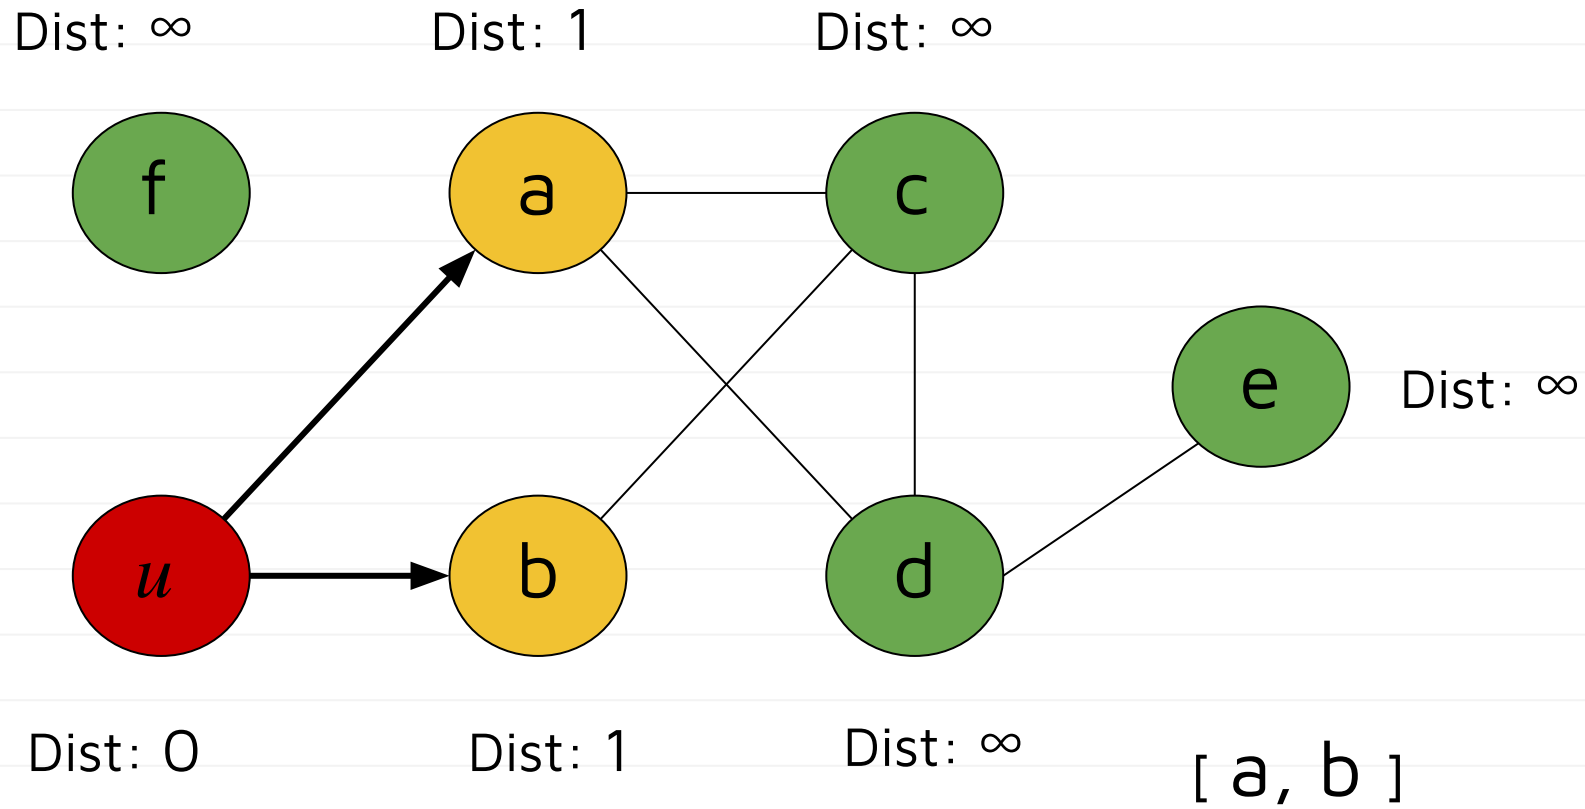 Dist: ∞
Dist: 1
Dist: ∞
f
a
c
e
Dist: ∞
u
b
d
Dist: 0
Dist: 1
Dist: ∞
[ a, b ]